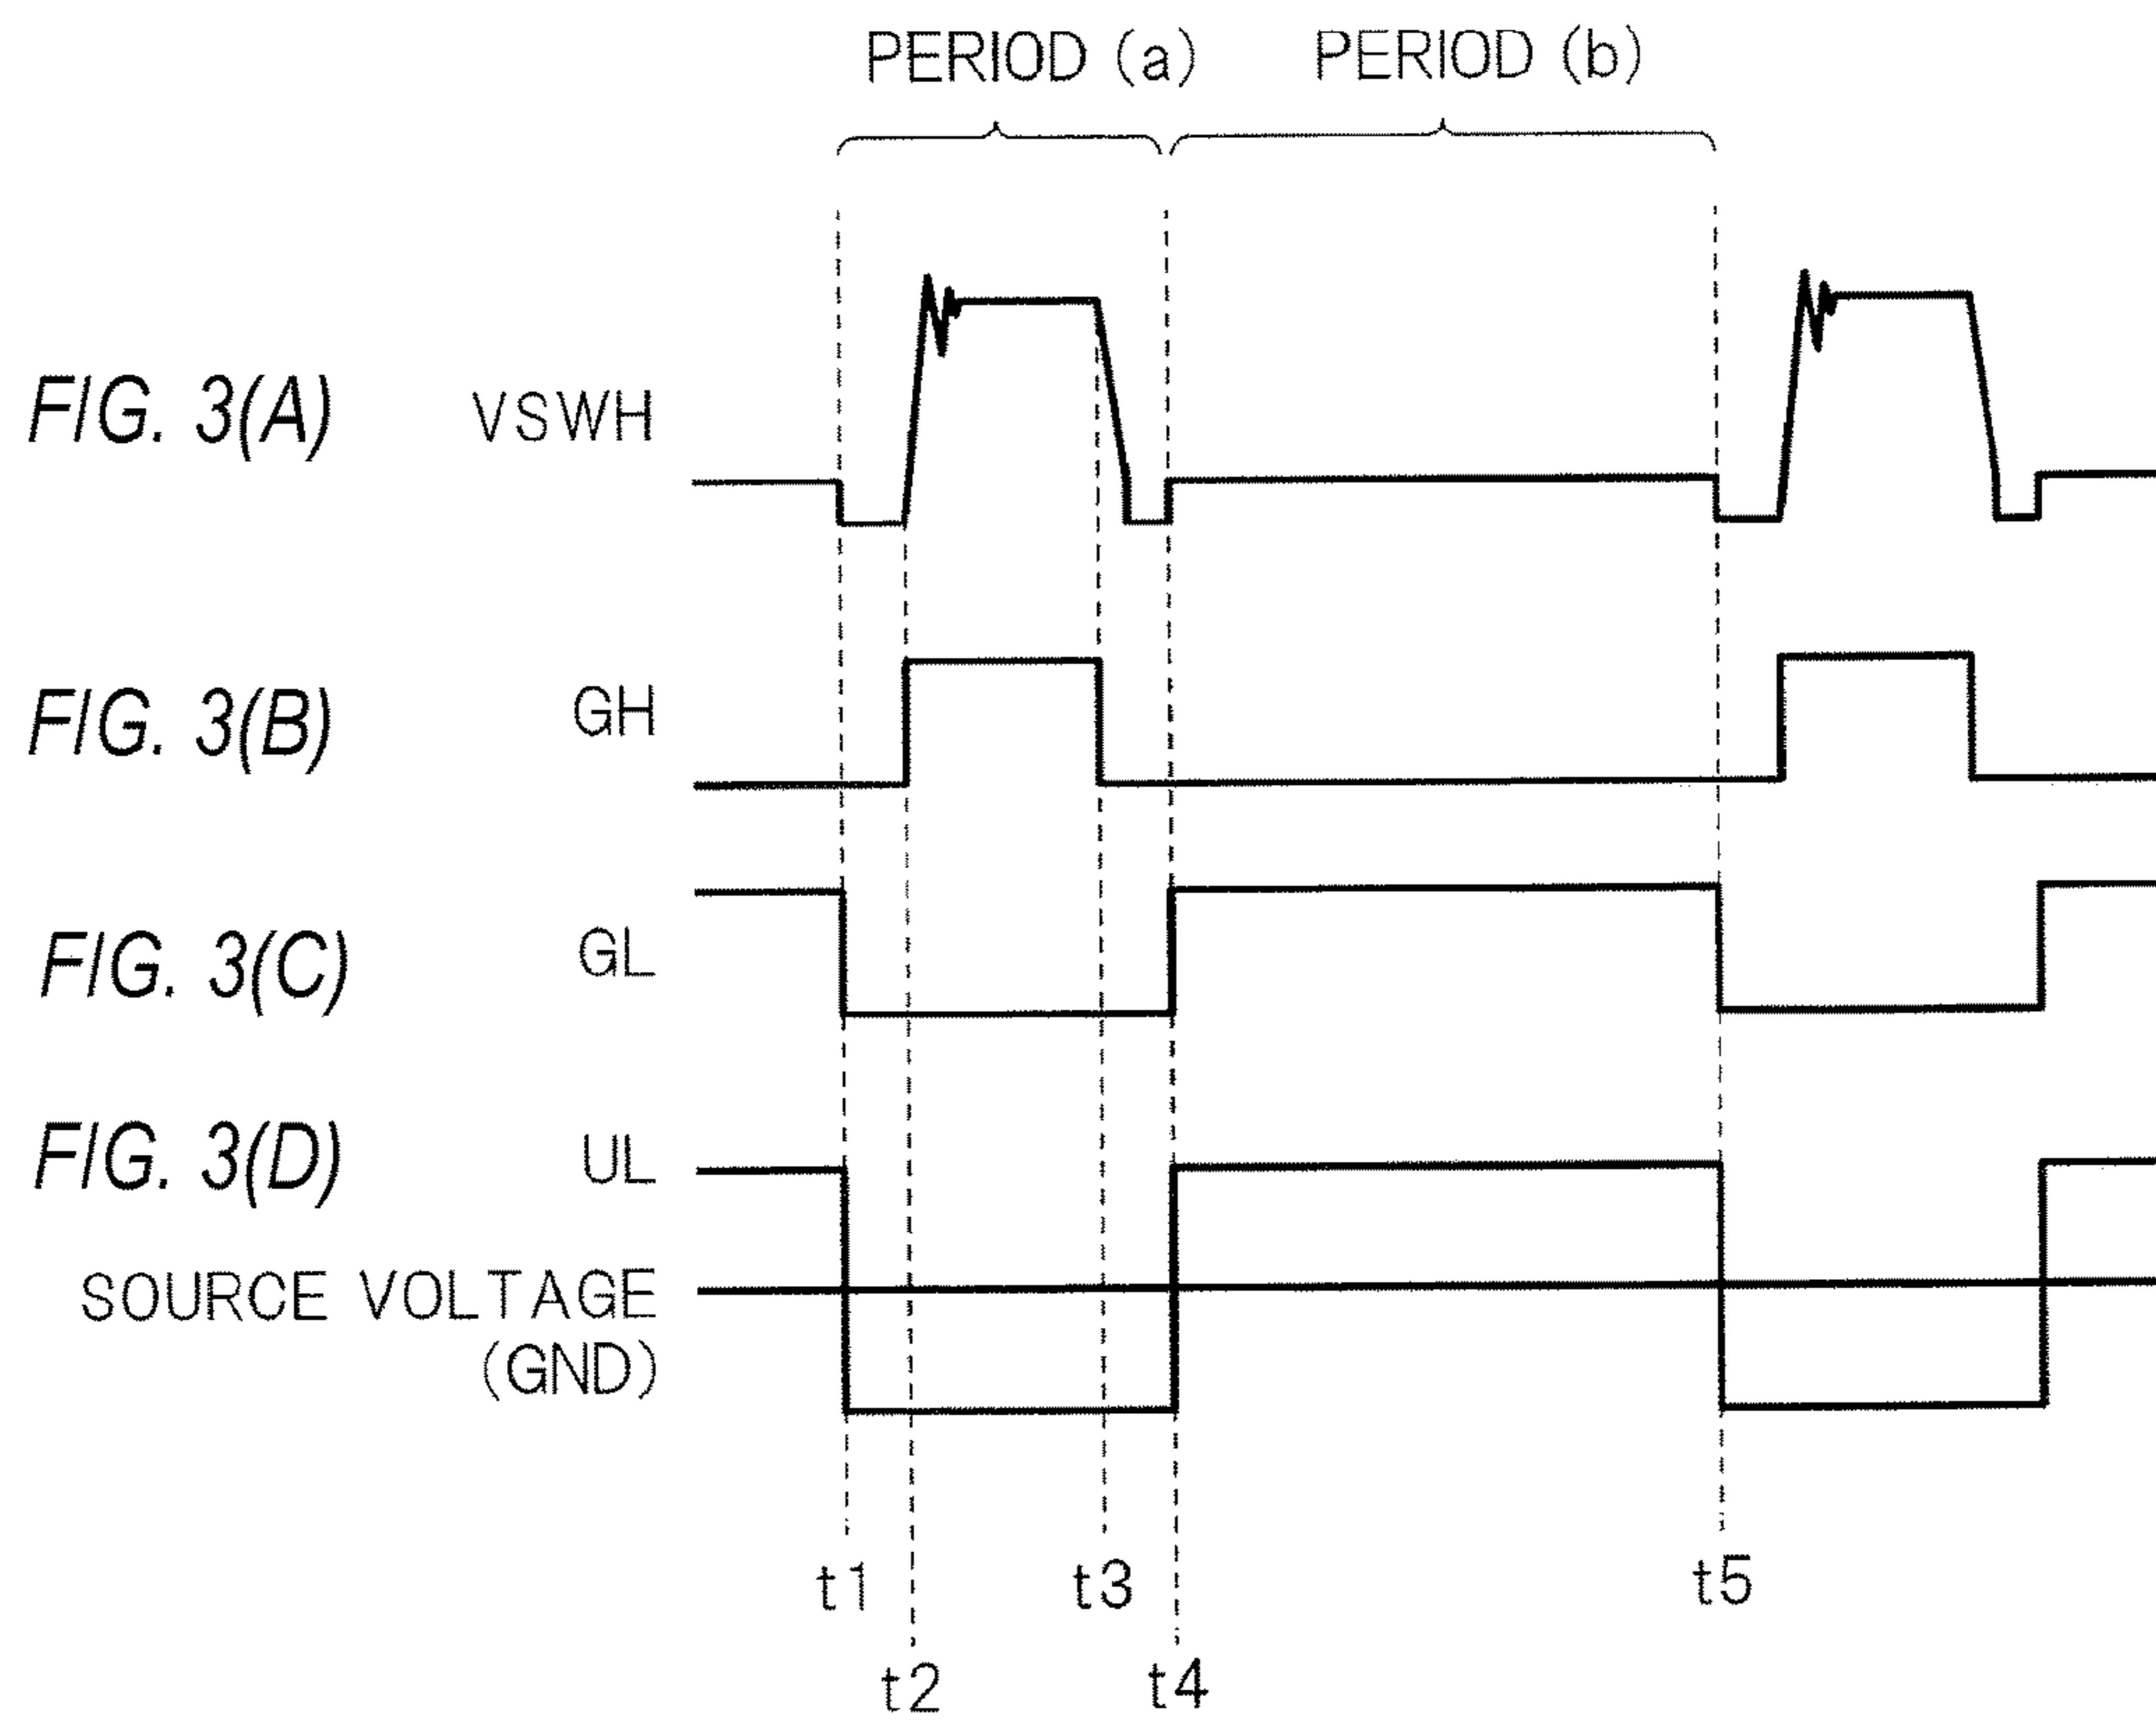 PERIOD (a) PERIOD (b)
FIG. 3(A) VSWH
FIG. 3(B) GH
FIG. 3(C) GL
FIG. 3(D) UL
SOURCE VOLTAGE
(GND)
t1 t3 t5
t2 t4